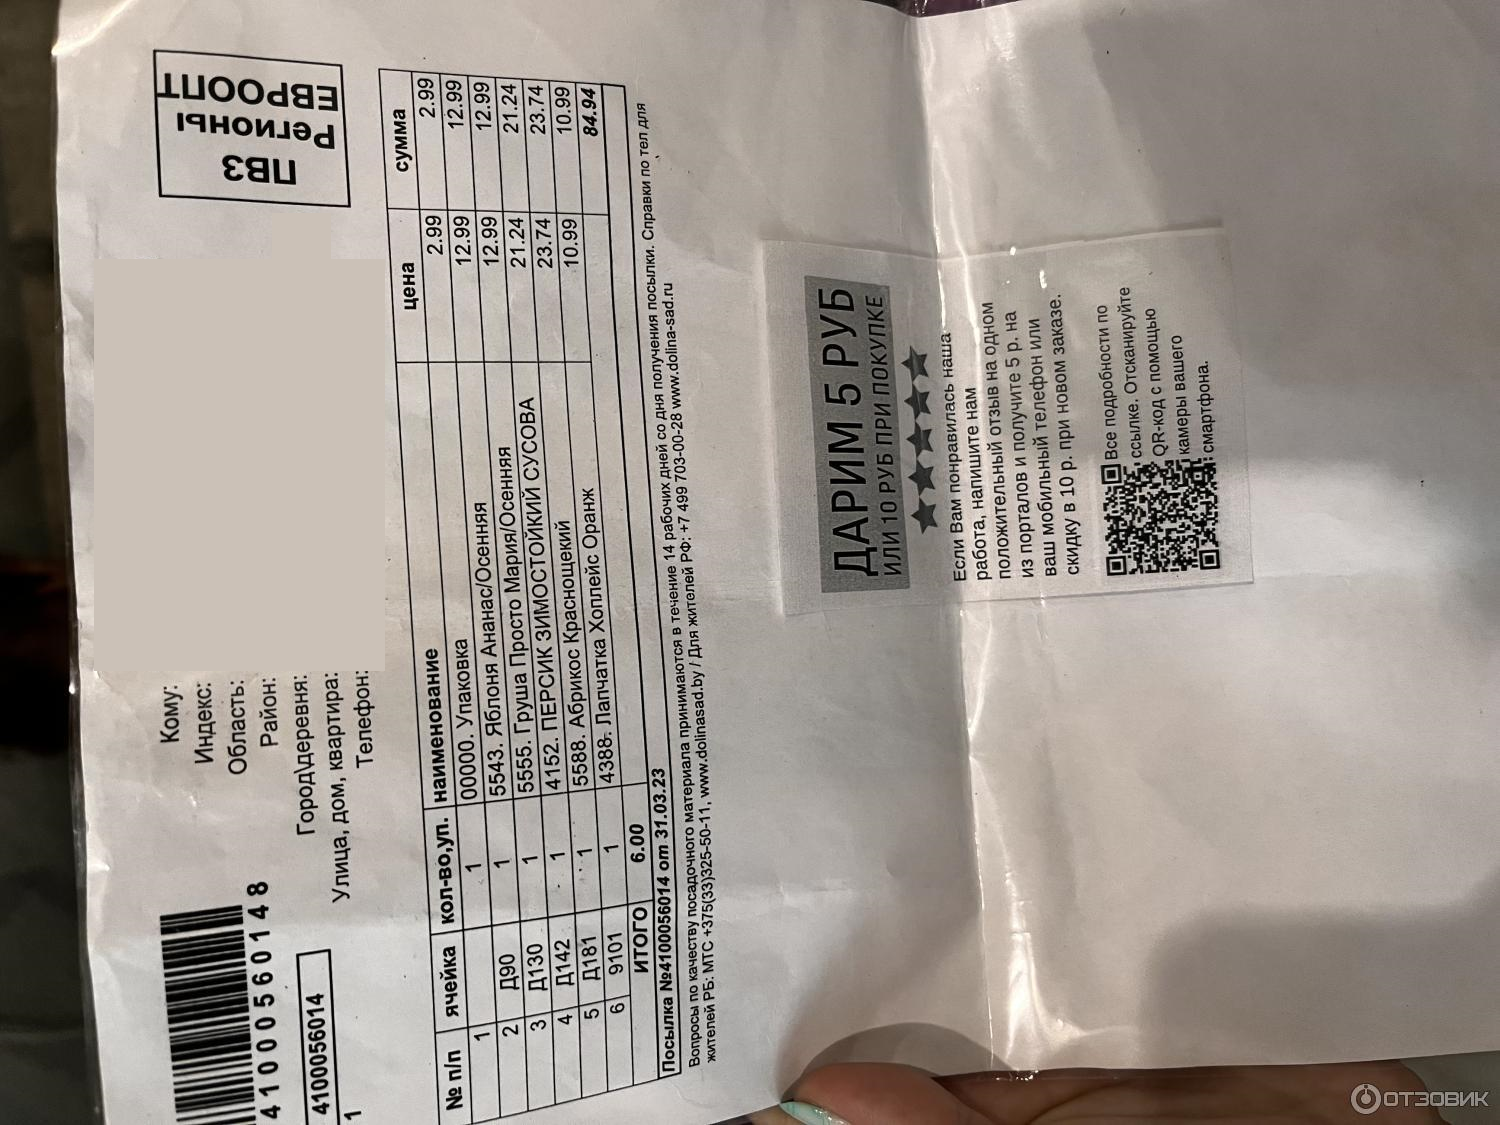 41000560148
4100056014
1
ПВЗ
Регионы
ЕВРООПТ
Кому:
Индекс:
Область:
Район:
Город\деревня:
Улица, дом, квартира:
Телефон:
№ п/п ячейка кол-во,уп. наименование цена сумма
1 1 00000. Упаковка 2.99 2.99
2 Д90 1 5543. Яблоня Ананас/Осенняя 12.99 12.99
3 Д130 1 5555. Груша Просто Мария/Осенняя 12.99 12.99
4 Д142 1 4152. ПЕРСИК ЗИМОСТОЙКИЙ СУСОВА 21.24 21.24
5 Д181 1 5588. Абрикос Краснощекий 23.74 23.74
6 9101 1 4388. Лапчатка Хоплейс Оранж 10.99 10.99
ИТОГО 6.00 84.94
Посылка №4100056014 от 31.03.23
Вопросы по качеству посадочного материала принимаются в течение 14 рабочих дней со дня получения посылки. Справки по тел для
жителей РБ: МТС +375(33)325-50-11, www.dolinasad.by / Для жителей РФ: +7 499 703-00-28 www.dolina-sad.ru
ДАРИМ 5 РУБ
ИЛИ 10 РУБ ПРИ ПОКУПКЕ
Если Вам понравилась наша
работа, напишите нам
положительный отзыв на одном
из порталов и получите 5 р. на
ваш мобильный телефон или
скидку в 10 р. при новом заказе.
Все подробности по
ссылке. Отсканируйте
QR-код с помощью
камеры вашего
смартфона.
ОТЗОВИК